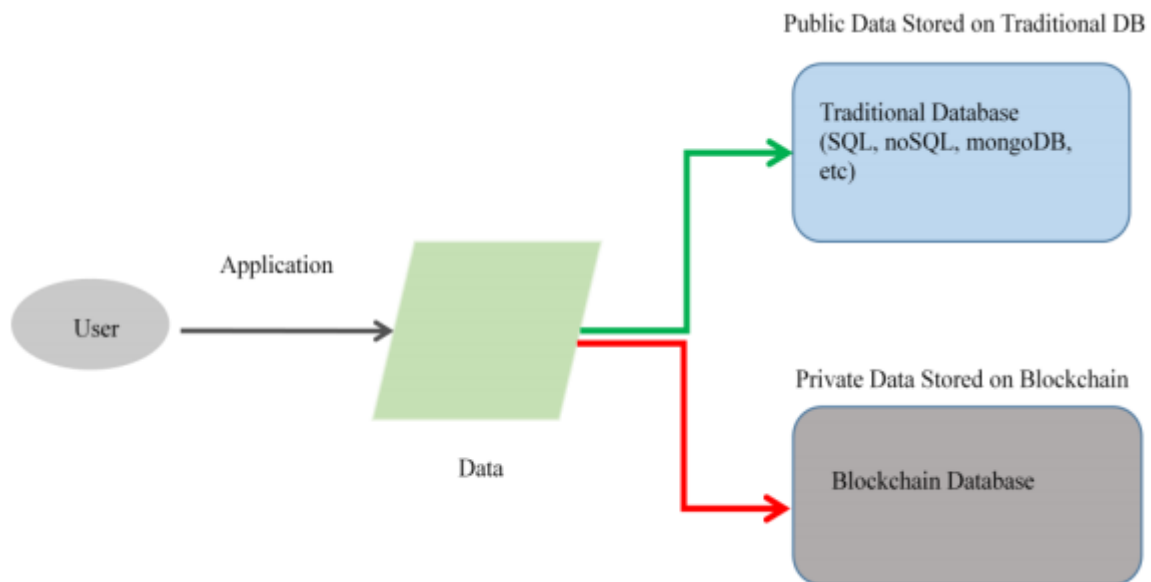 Public Data Stored on Traditional DB
Traditional Database
(SQL, noSQL, mongoDB,
etc)
Application
User
Data
Private Data Stored on Blockchain
Blockchain Database